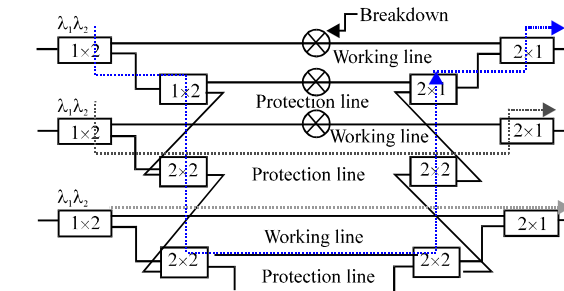 Breakdown
λ₁λ₂
1×2
2×1
Working line
1×2
2×1
Protection line
λ₁λ₂
1×2
Working line
2×1
2×2
Protection line
2×2
λ₁λ₂
1×2
2×1
Working line
2×2
2×2
Protection line